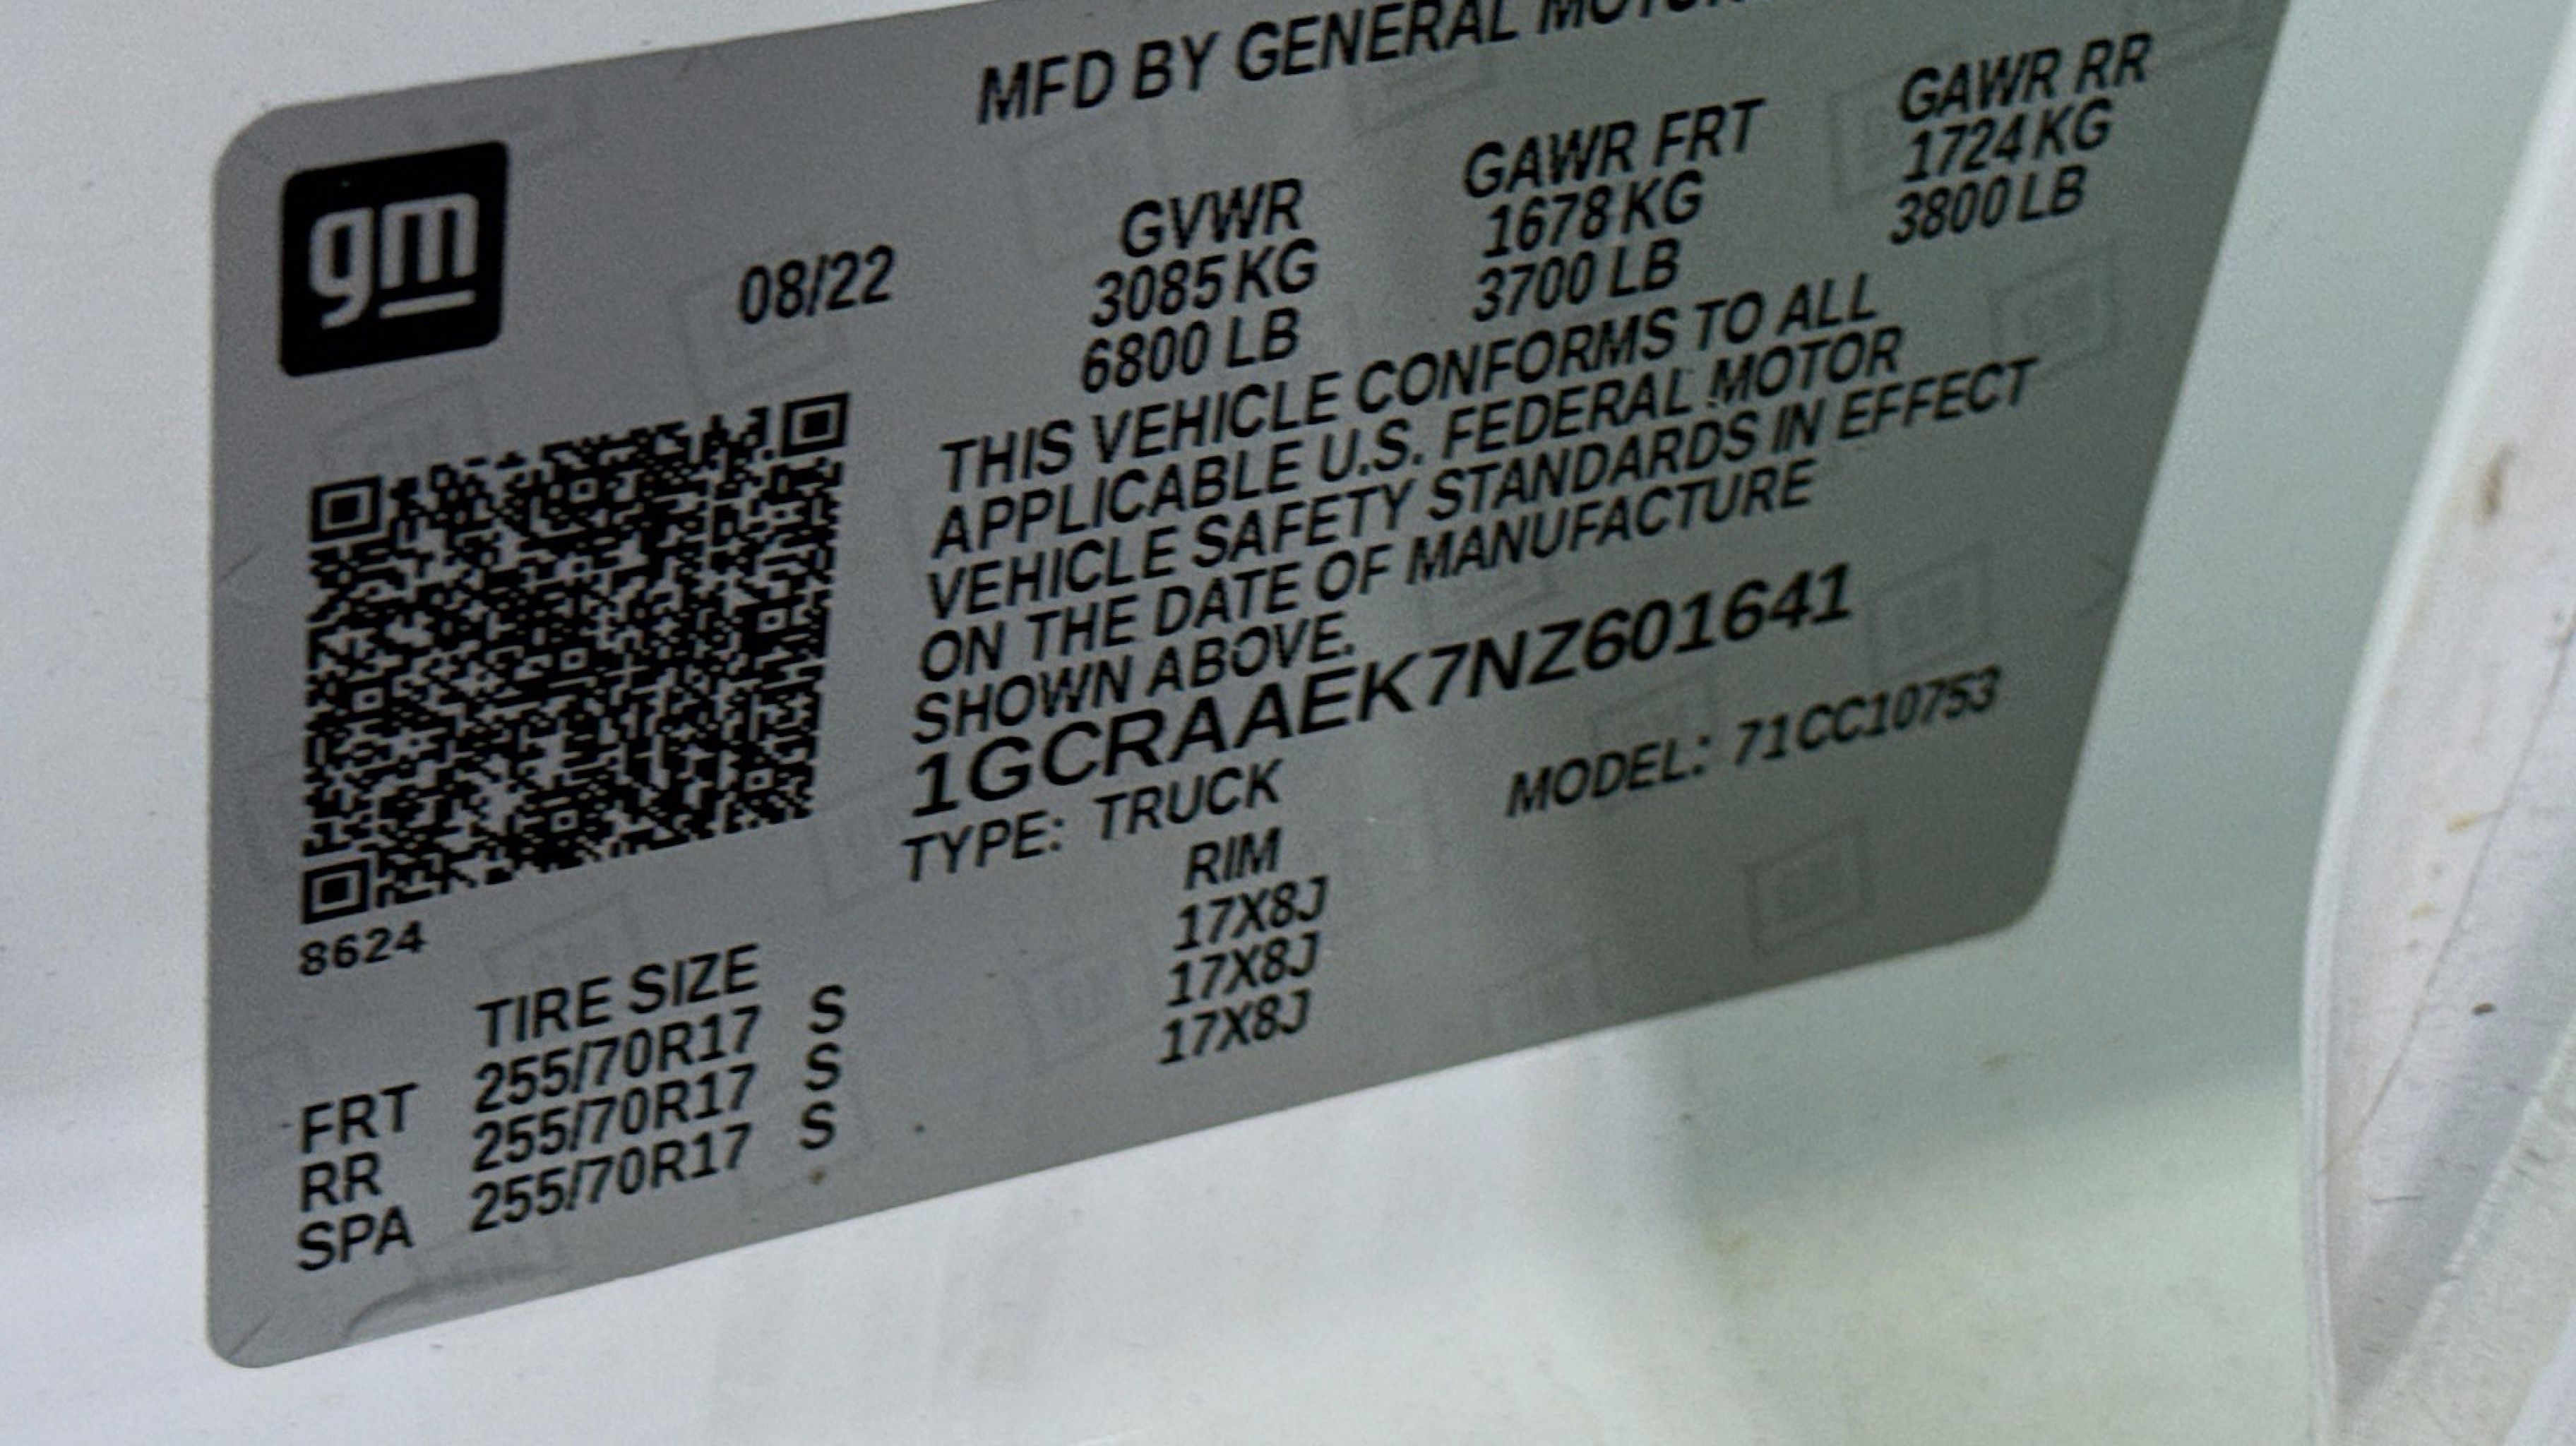 MFD BY GENERAL
gm
08/22
GVWR GAWR FRT GAWR RR
3085 KG 1678 KG 1724 KG
6800 LB 3700 LB 3800 LB
THIS VEHICLE CONFORMS TO ALL
APPLICABLE U.S. FEDERAL MOTOR
VEHICLE SAFETY STANDARDS IN EFFECT
ON THE DATE OF MANUFACTURE
SHOWN ABOVE.
1GCRAAEK7NZ601641
TYPE: TRUCK MODEL: 71CC10753
8624
TIRE SIZE RIM
FRT 255/70R17 S 17X8J
RR 255/70R17 S 17X8J
SPA 255/70R17 S 17X8J